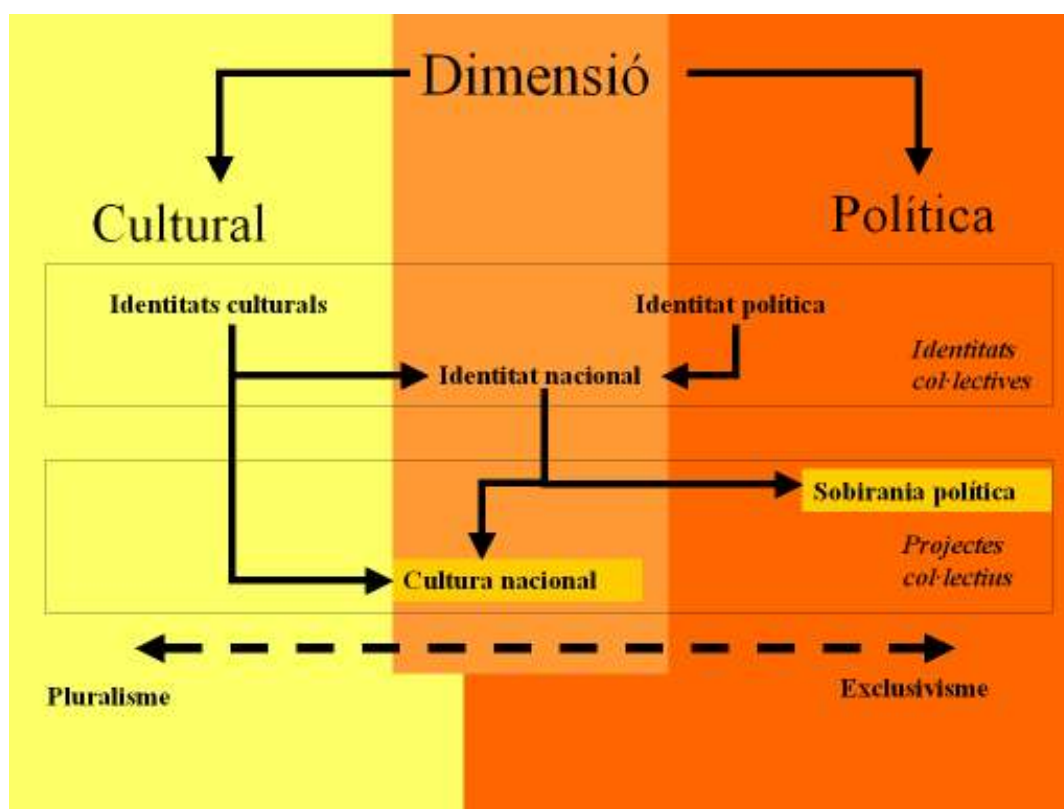 Dimensió
Cultural
Política
Identitats culturals
Identitat política
Identitats
col·lectives
Identitat nacional
Sobirania política
Projectes
col·lectius
Cultura nacional
Pluralisme
Exclusivisme